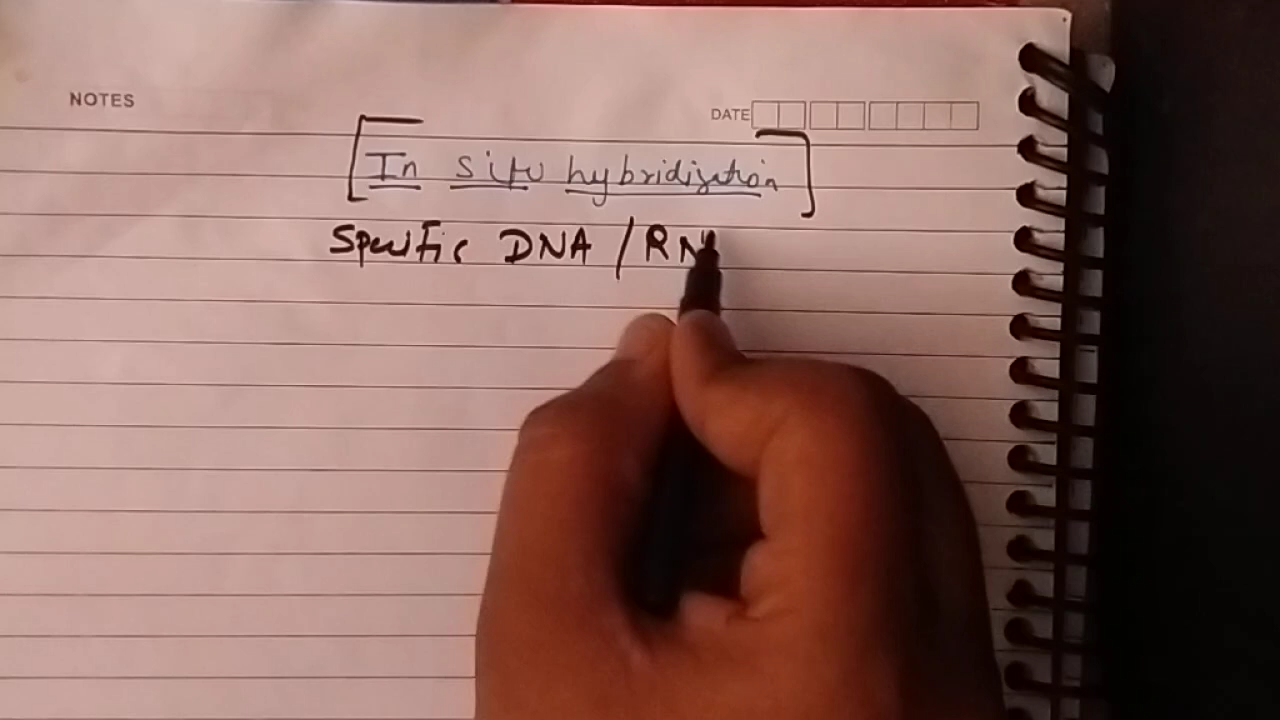 NOTES
DATE
In situ hybridization
Specific DNA / RN